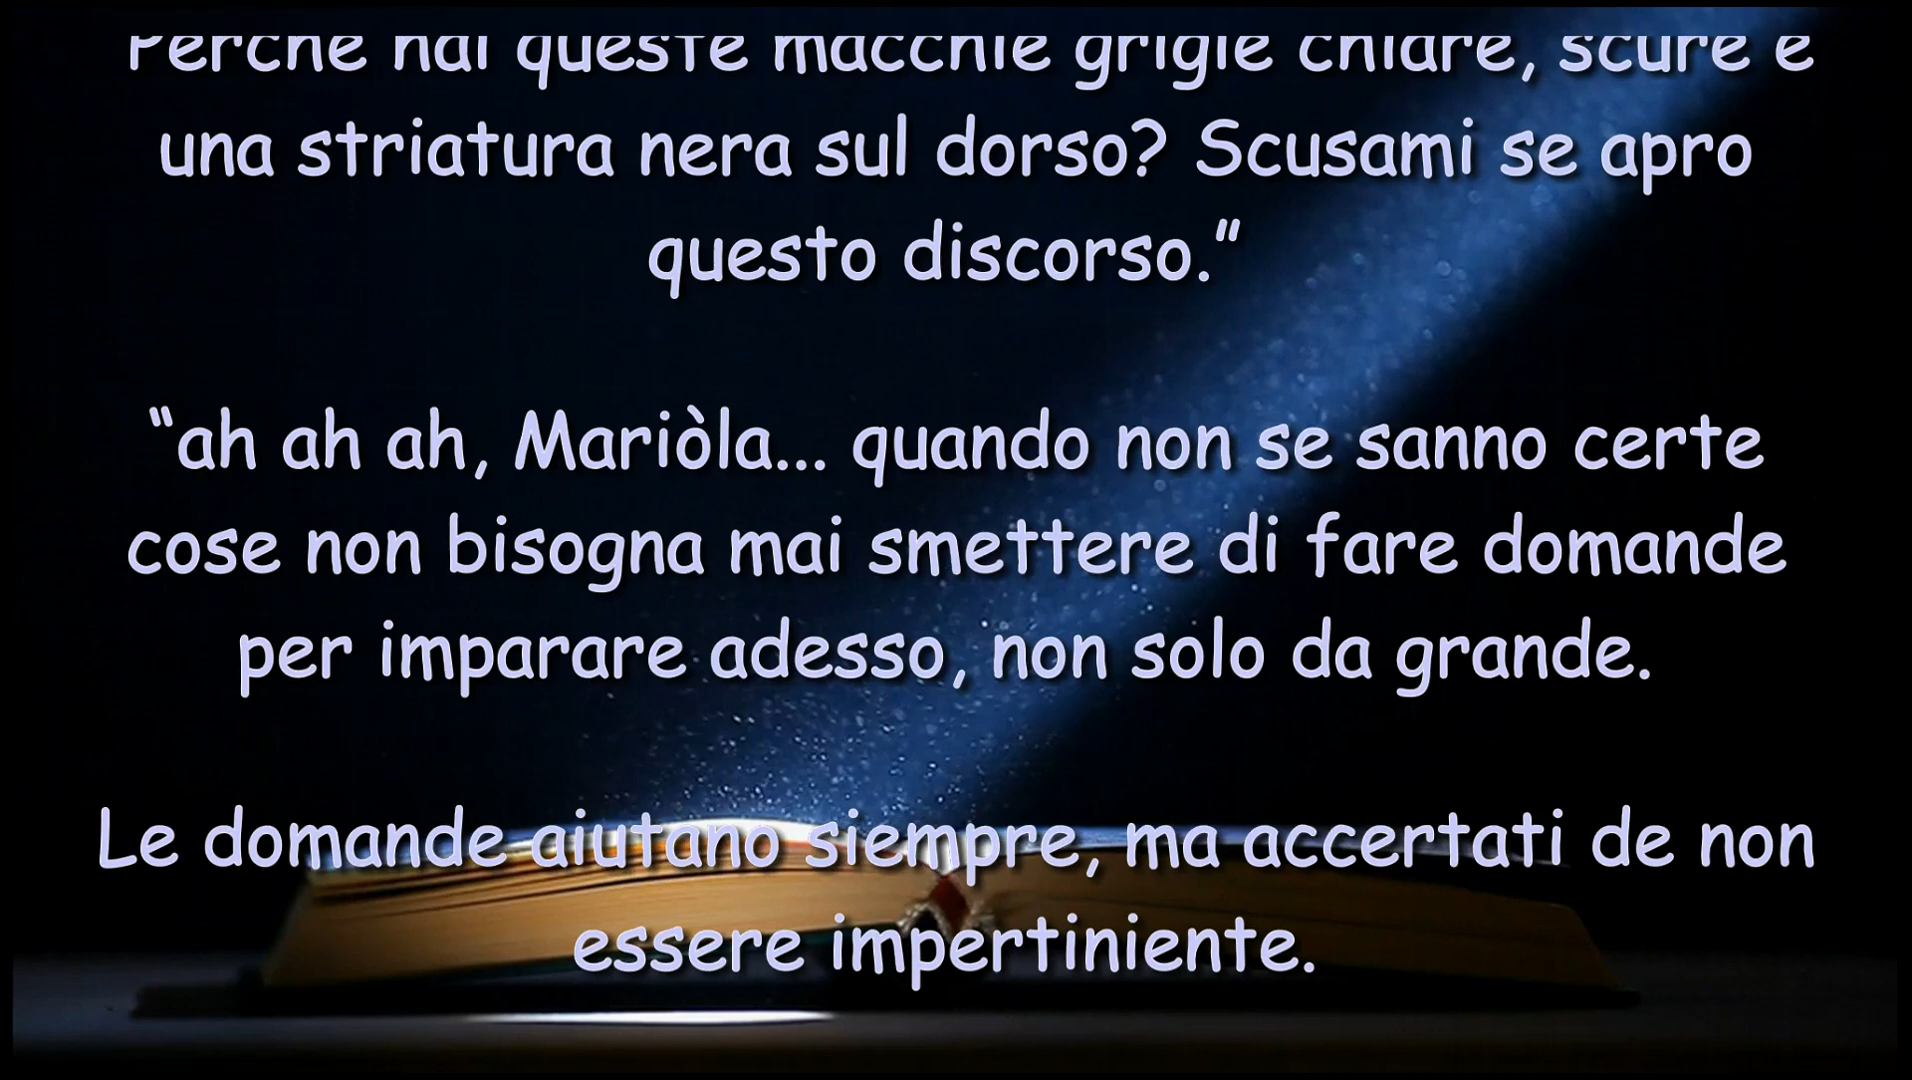 Perché hai queste macchie grigie chiare, scure e
una striatura nera sul dorso? Scusami se apro
questo discorso.”
“ah ah ah, Mariòla... quando non se sanno certe
cose non bisogna mai smettere di fare domande
per imparare adesso, non solo da grande.
Le domande aiutano siempre, ma accertati de non
essere impertiniente.